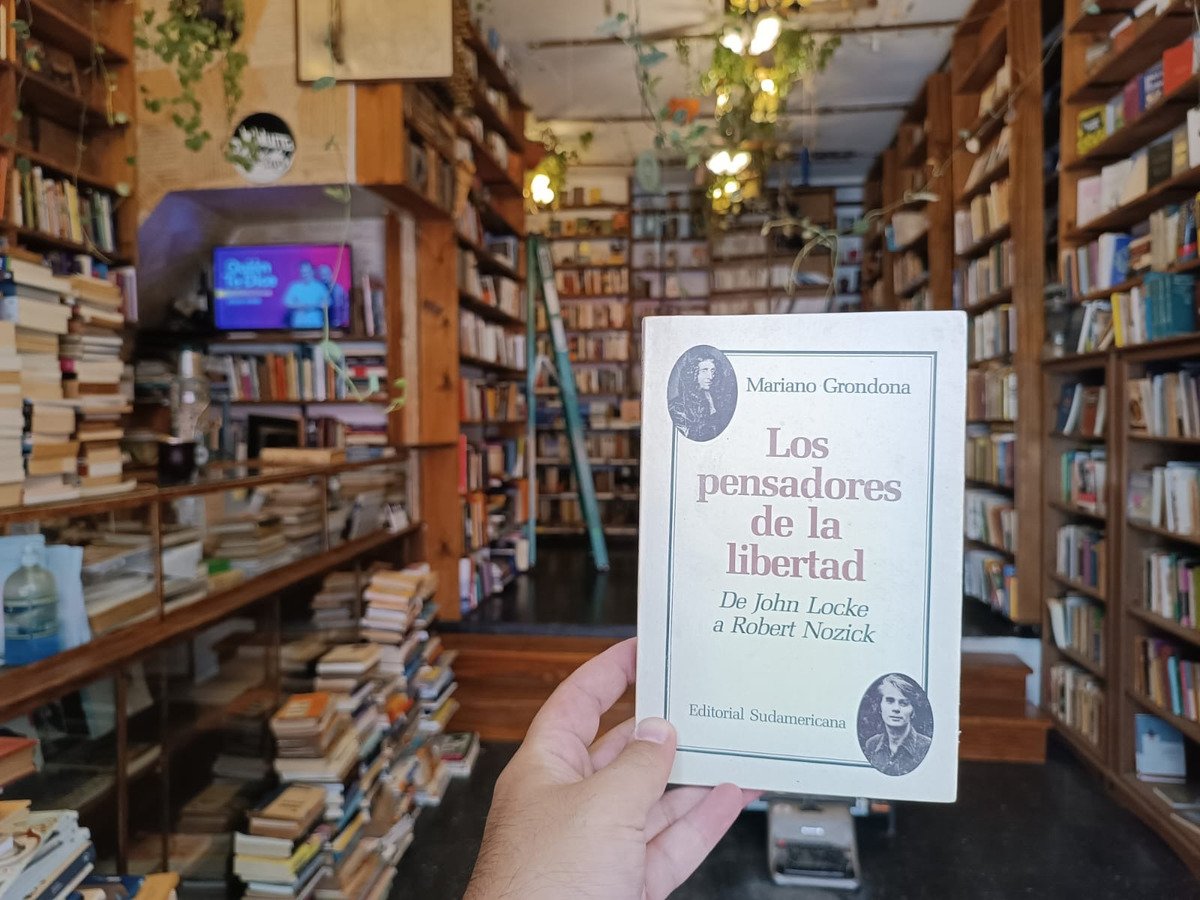 Mariano Grondona
Los
pensadores
de la
libertad
De John Locke
a Robert Nozick
Editorial Sudamericana